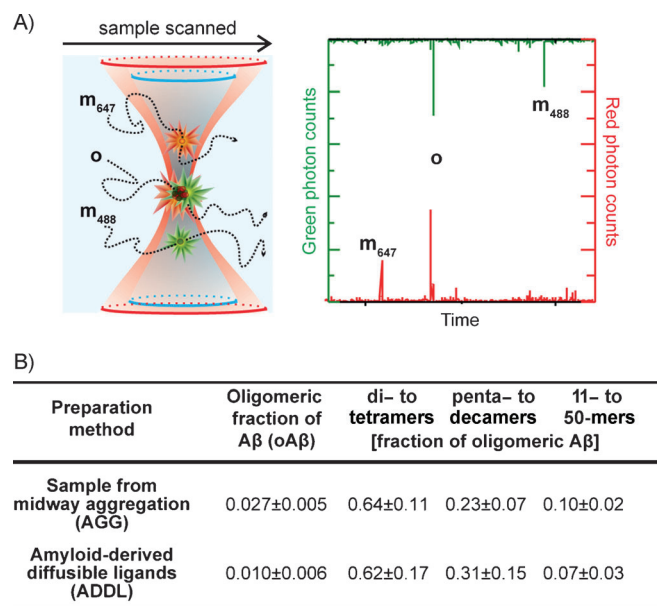 A)
sample scanned
m647
o
m488
Green photon counts
m647
o
m488
Red photon counts
Time
B)
Preparation method
Oligomeric fraction of Aβ (oAβ)
di– to tetramers
penta– to decamers
11– to 50-mers
[fraction of oligomeric Aβ]
Sample from midway aggregation (AGG)
0.027±0.005
0.64±0.11
0.23±0.07
0.10±0.02
Amyloid-derived diffusible ligands (ADDL)
0.010±0.006
0.62±0.17
0.31±0.15
0.07±0.03